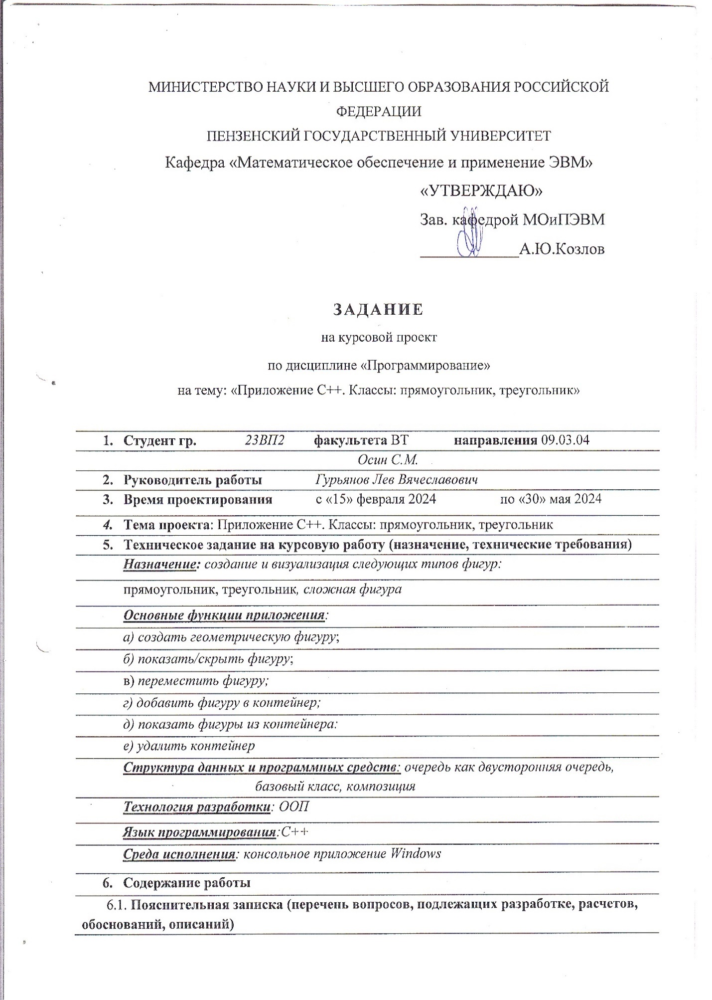 МИНИСТЕРСТВО НАУКИ И ВЫСШЕГО ОБРАЗОВАНИЯ РОССИЙСКОЙ
ФЕДЕРАЦИИ
ПЕНЗЕНСКИЙ ГОСУДАРСТВЕННЫЙ УНИВЕРСИТЕТ
Кафедра «Математическое обеспечение и применение ЭВМ»
«УТВЕРЖДАЮ»
Зав. кафедрой МОиПЭВМ
А.Ю.Козлов
ЗАДАНИЕ
на курсовой проект
по дисциплине «Программирование»
на тему: «Приложение С++. Классы: прямоугольник, треугольник»
1. Студент гр. 23ВП2 факультета ВТ направления 09.03.04
Осин С.М.
2. Руководитель работы Гурьянов Лев Вячеславович
3. Время проектирования с «15» февраля 2024 по «30» мая 2024
4. Тема проекта: Приложение С++. Классы: прямоугольник, треугольник
5. Техническое задание на курсовую работу (назначение, технические требования)
Назначение: создание и визуализация следующих типов фигур:
прямоугольник, треугольник, сложная фигура
Основные функции приложения:
а) создать геометрическую фигуру;
б) показать/скрыть фигуру;
в) переместить фигуру;
г) добавить фигуру в контейнер;
д) показать фигуры из контейнера:
е) удалить контейнер
Структура данных и программных средств: очередь как двусторонняя очередь,
базовый класс, композиция
Технология разработки: ООП
Язык программирования:С++
Среда исполнения: консольное приложение Windows
6. Содержание работы
6.1. Пояснительная записка (перечень вопросов, подлежащих разработке, расчетов,
обоснований, описаний)